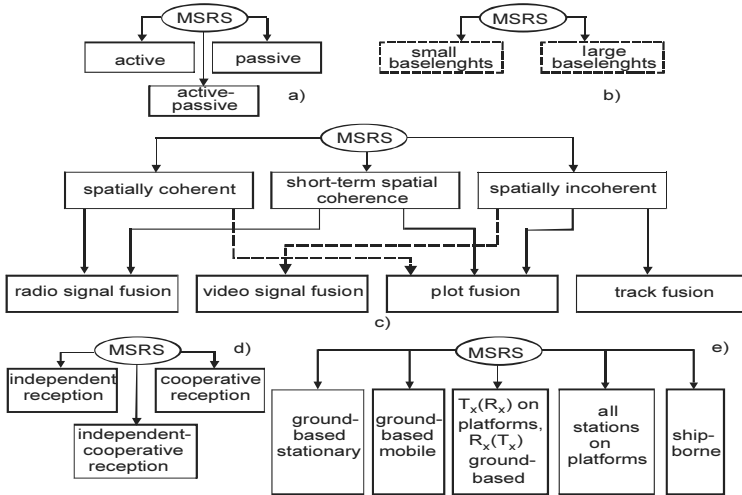 MSRS
active
passive
active-
passive
a)
MSRS
small
baselenghts
large
baselenghts
b)
MSRS
spatially coherent
short-term spatial
coherence
spatially incoherent
radio signal fusion
video signal fusion
plot fusion
track fusion
c)
MSRS
d)
independent
reception
cooperative
reception
independent-
cooperative
reception
MSRS
e)
ground-
based
stationary
ground-
based
mobile
Tx(Rx) on
platforms,
Rx(Tx)
ground-
based
all
stations
on
platforms
ship-
borne